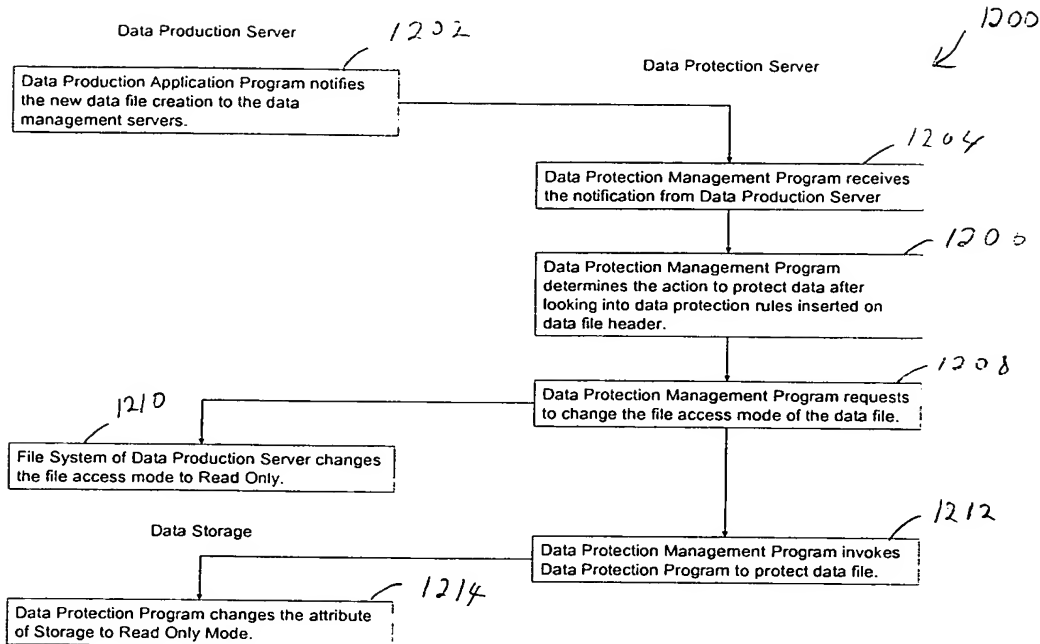 1200
Data Production Server
1202
Data Protection Server
Data Production Application Program notifies
the new data file creation to the data
management servers.
1204
Data Protection Management Program receives
the notification from Data Production Server
1206
Data Protection Management Program
determines the action to protect data after
looking into data protection rules inserted on
data file header.
1208
Data Protection Management Program requests
to change the file access mode of the data file.
1210
File System of Data Production Server changes
the file access mode to Read Only.
Data Storage
1212
Data Protection Management Program invokes
Data Protection Program to protect data file.
1214
Data Protection Program changes the attribute
of Storage to Read Only Mode.